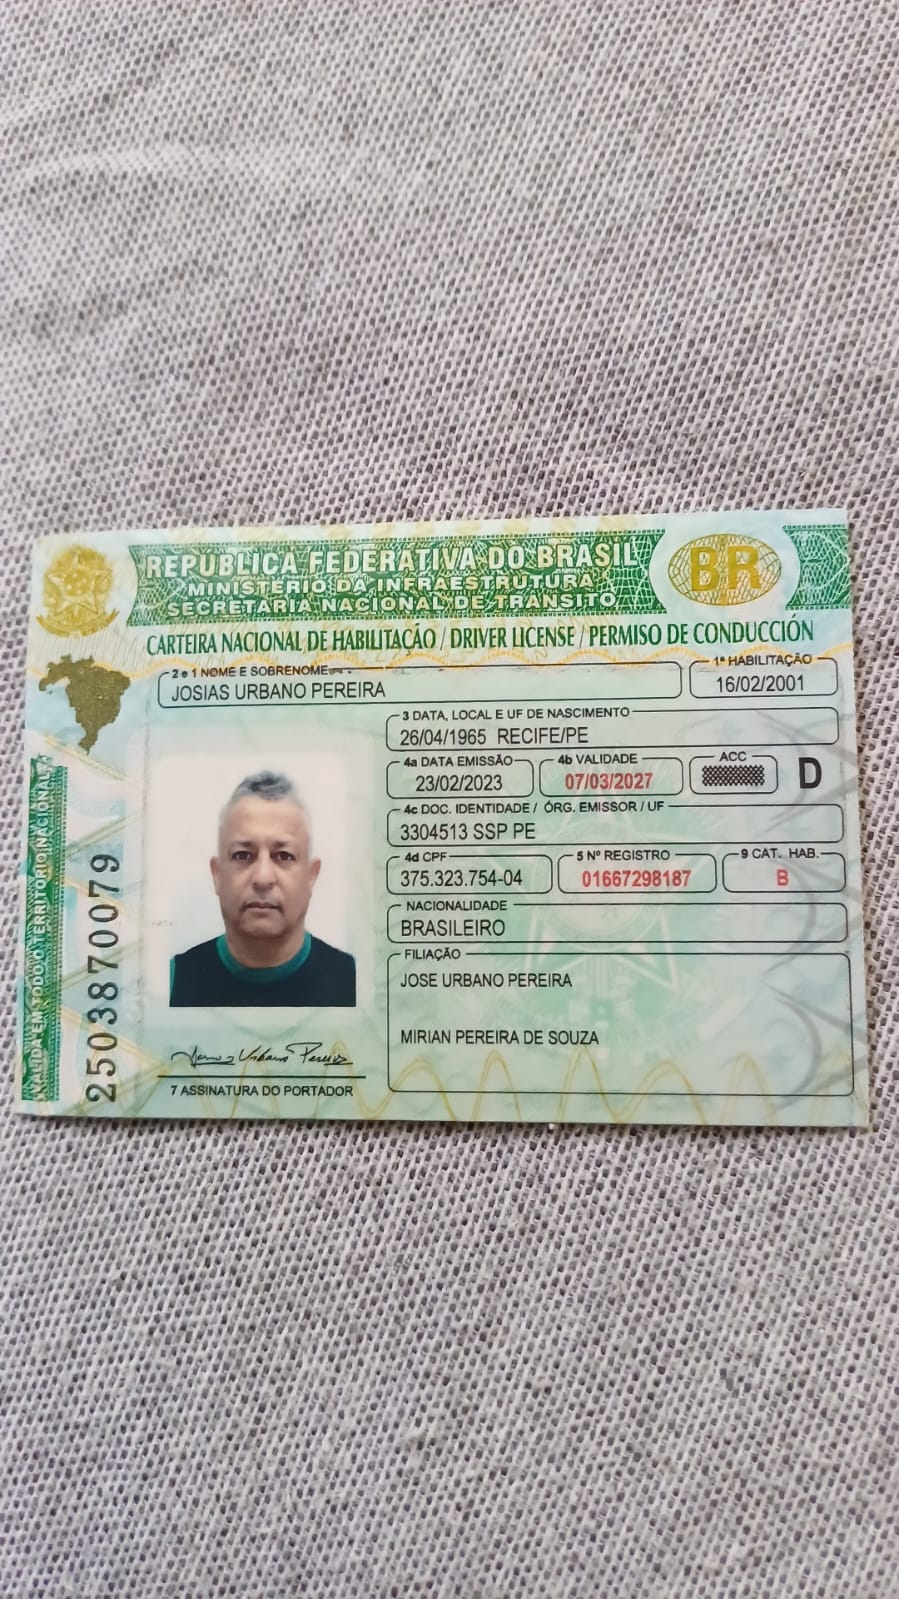 REPÚBLICA FEDERATIVA DO BRASIL
MINISTÉRIO DA INFRAESTRUTURA
SECRETARIA NACIONAL DE TRÂNSITO
BR
CARTEIRA NACIONAL DE HABILITAÇÃO / DRIVER LICENSE / PERMISO DE CONDUCCIÓN
2 e 1 NOME E SOBRENOME
JOSIAS URBANO PEREIRA
1ª HABILITAÇÃO
16/02/2001
3 DATA, LOCAL E UF DE NASCIMENTO
26/04/1965 RECIFE/PE
4a DATA EMISSÃO
23/02/2023
4b VALIDADE
07/03/2027
ACC
D
4c DOC. IDENTIDADE / ÓRG. EMISSOR / UF
3304513 SSP PE
4d CPF
375.323.754-04
5 Nº REGISTRO
01667298187
9 CAT. HAB.
B
NACIONALIDADE
BRASILEIRO
FILIAÇÃO
JOSE URBANO PEREIRA
MIRIAN PEREIRA DE SOUZA
VÁLIDA EM TODO O TERRITÓRIO NACIONAL
2503870079
Urbano Pereira
7 ASSINATURA DO PORTADOR